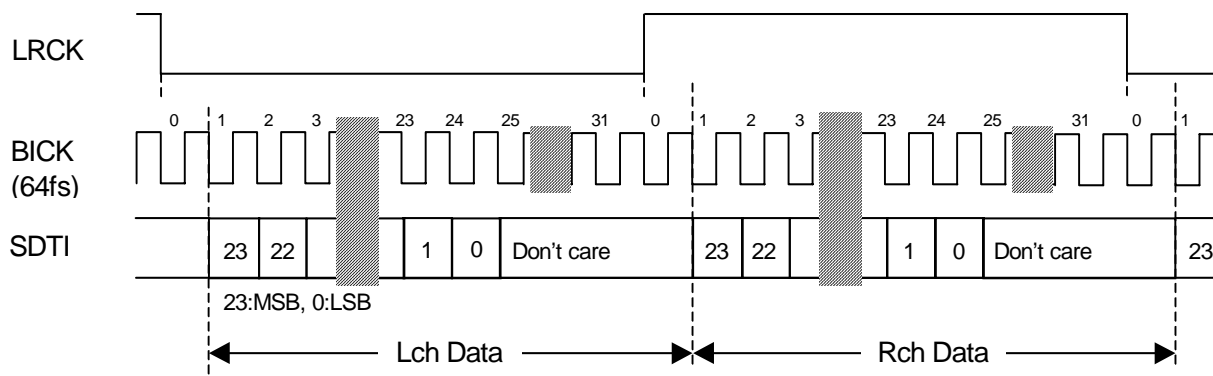 LRCK
0 1 2 3 23 24 25 31 0 1 2 3 23 24 25 31 0 1
BICK
(64fs)
SDTI 23 22 1 0 Don't care 23 22 1 0 Don't care 23
23:MSB, 0:LSB
Lch Data Rch Data